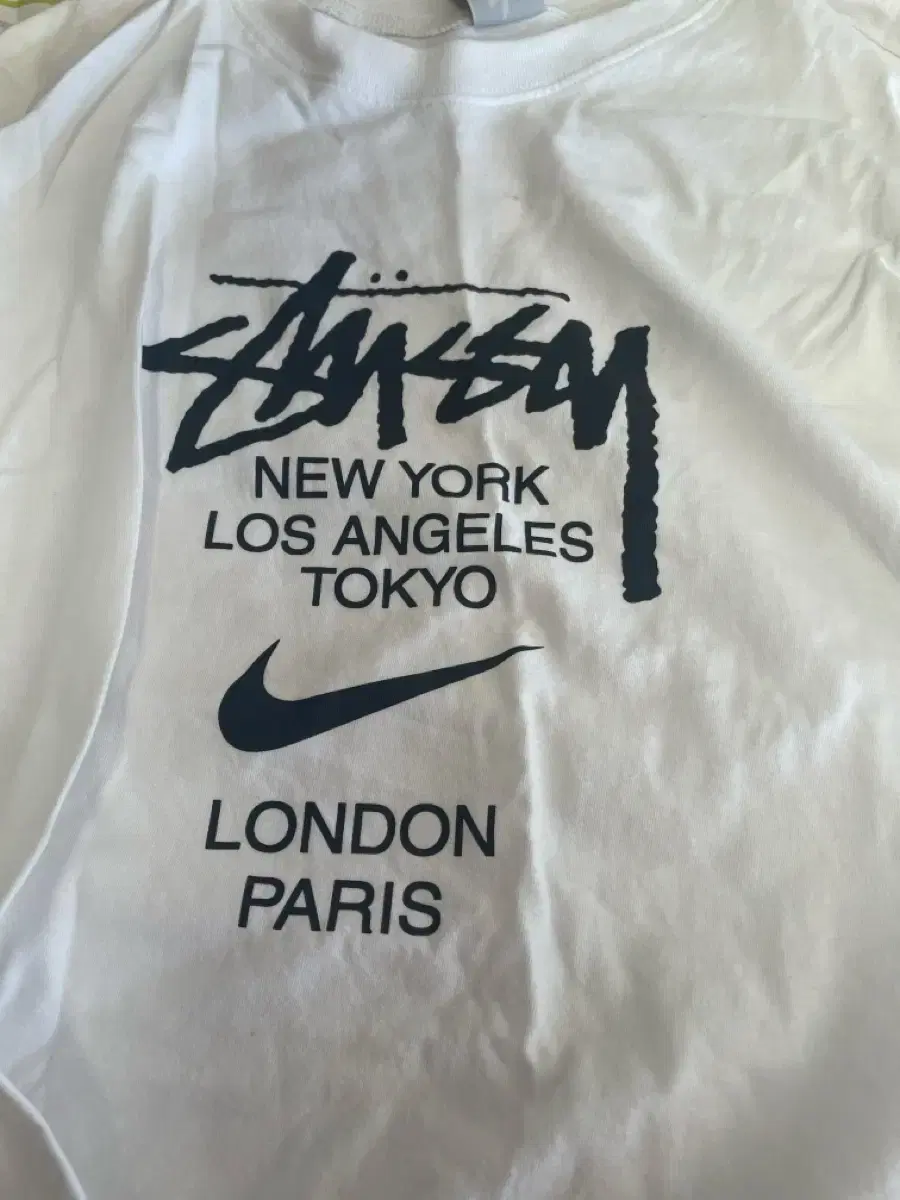 Stüssy
NEW YORK
LOS ANGELES
TOKYO
LONDON
PARIS